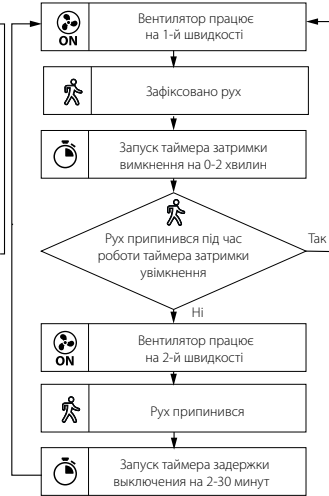 ON
Вентилятор працює
на 1-й швидкості
Зафіксовано рух
Запуск таймера затримки
вимкнення на 0-2 хвилин
Рух припинився під час
роботи таймера затримки
увімкнення
Так
Ні
ON
Вентилятор працює
на 2-й швидкості
Рух припинився
Запуск таймера задержки
выключения на 2-30 минут